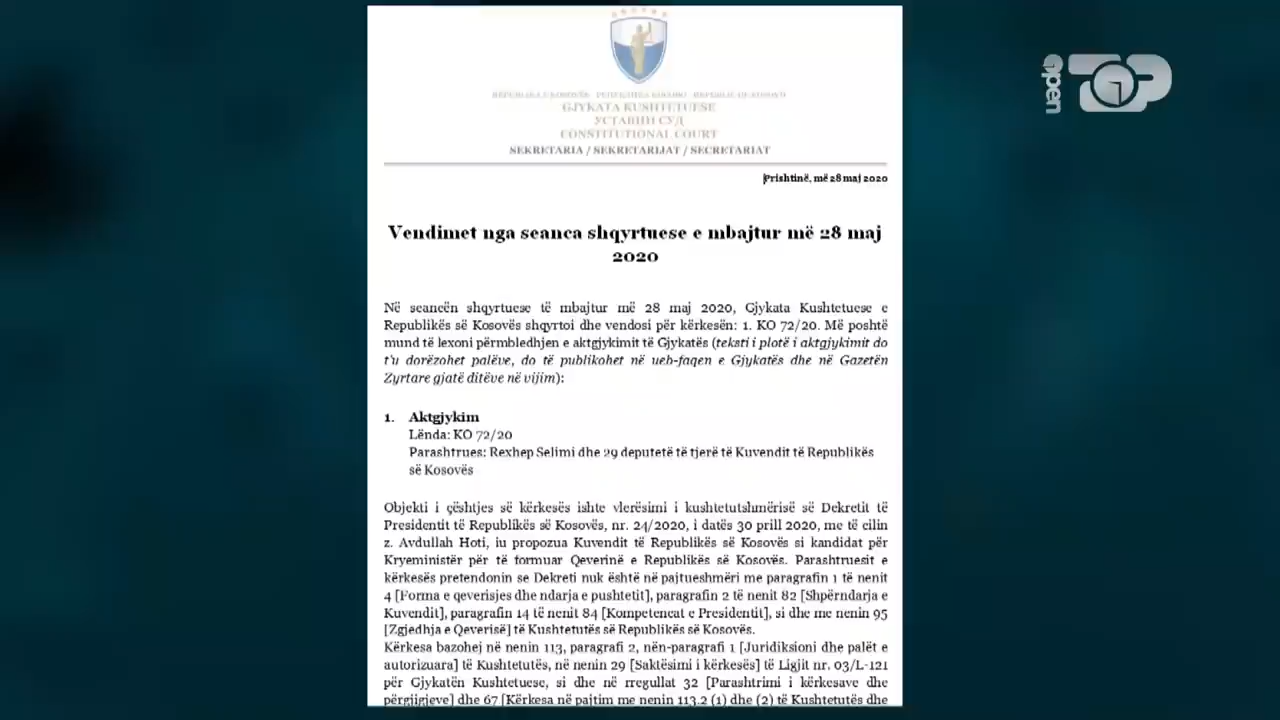 REPUBLIKA E KOSOVËS - РЕПУБЛИКА КОСОВО - REPUBLIC OF KOSOVO
GJYKATA KUSHTETUESE
УСТАВНИ СУД
CONSTITUTIONAL COURT
SEKRETARIA / SEKRETARIJAT / SECRETARIAT
Prishtinë, më 28 maj 2020
Vendimet nga seanca shqyrtuese e mbajtur më 28 maj
2020
Në seancën shqyrtuese të mbajtur më 28 maj 2020, Gjykata Kushtetuese e
Republikës së Kosovës shqyrtoi dhe vendosi për kërkesën: 1. KO 72/20. Më poshtë
mund të lexoni përmbledhjen e aktgjykimit të Gjykatës (teksti i plotë i aktgjykimit do
t'u dorëzohet palëve, do të publikohet në ueb-faqen e Gjykatës dhe në Gazetën
Zyrtare gjatë ditëve në vijim):
1. Aktgjykim
Lënda: KO 72/20
Parashtrues: Rexhep Selimi dhe 29 deputetë të tjerë të Kuvendit të Republikës
së Kosovës
Objekti i çështjes së kërkesës ishte vlerësimi i kushtetutshmërisë së Dekretit të
Presidentit të Republikës së Kosovës, nr. 24/2020, i datës 30 prill 2020, me të cilin
z. Avdullah Hoti, iu propozua Kuvendit të Republikës së Kosovës si kandidat për
Kryeministër për të formuar Qeverinë e Republikës së Kosovës. Parashtruesit e
kërkesës pretendonin se Dekreti nuk është në pajtueshmëri me paragrafin 1 të nenit
4 [Forma e qeverisjes dhe ndarja e pushtetit], paragrafin 2 të nenit 82 [Shpërndarja e
Kuvendit], paragrafin 14 të nenit 84 [Kompetencat e Presidentit], si dhe me nenin 95
[Zgjedhja e Qeverisë] të Kushtetutës së Republikës së Kosovës.
Kërkesa bazohej në nenin 113, paragrafi 2, nën-paragrafi 1 [Juridiksioni dhe palët e
autorizuara] të Kushtetutës, në nenin 29 [Saktësimi i kërkesës] të Ligjit nr. 03/L-121
për Gjykatën Kushtetuese, si dhe në rregullat 32 [Parashtrimi i kërkesave dhe
përgjigjeve] dhe 67 [Kërkesa në pajtim me nenin 113.2 (1) dhe (2) të Kushtetutës dhe
open
TOP